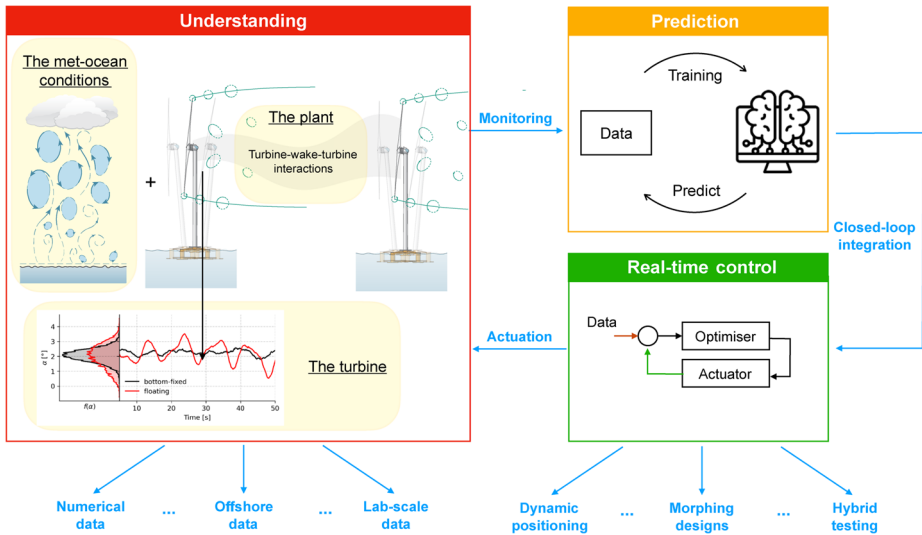 Understanding
The met-ocean
conditions
+
The plant
Turbine-wake-turbine
interactions
The turbine
4
3
2
1
0
α [°]
f(α)
bottom-fixed
floating
10
20
30
40
50
Time [s]
Monitoring
Prediction
Training
Data
Predict
Closed-loop
integration
Real-time control
Data
Optimiser
Actuator
Actuation
Numerical
data
...
Offshore
data
...
Lab-scale
data
Dynamic
positioning
...
Morphing
designs
...
Hybrid
testing